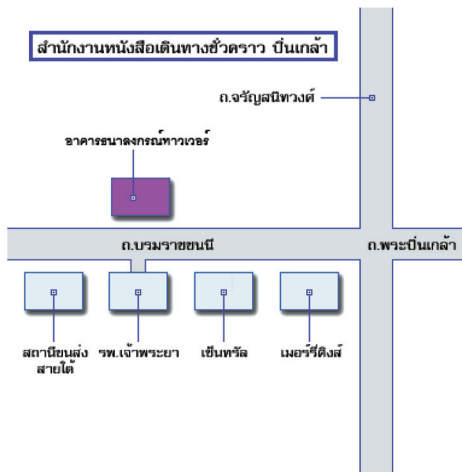 สำนักงานหนังสือเดินทางชั่วคราว ปิ่นเกล้า
ถ.จรัญสนิทวงศ์
อาคารธนาลงกรณ์ทาวเวอร์
ถ.บรมราชชนนี
ถ.พระปิ่นเกล้า
สถานีขนส่ง
สายใต้
รพ.เจ้าพระยา
เซ็นทรัล
เมอร์รี่คิงส์